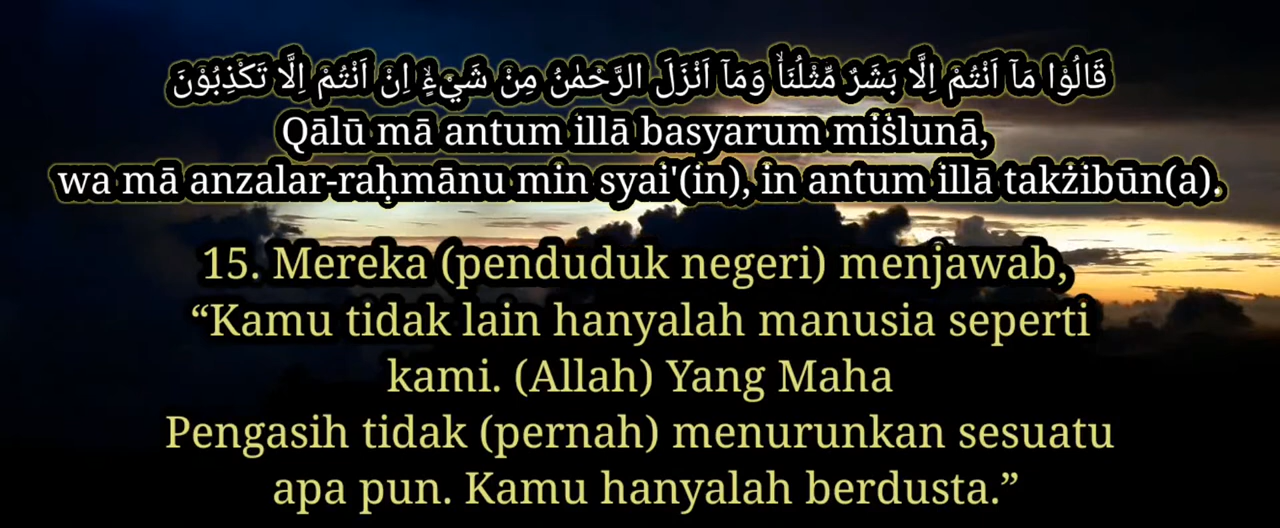 قَالُوْا مَآ اَنْتُمْ اِلَّا بَشَرٌ مِّثْلُنَاۙ وَمَآ اَنْزَلَ الرَّحْمٰنُ مِنْ شَيْءٍۙ اِنْ اَنْتُمْ اِلَّا تَكْذِبُوْنَ
Qālū mā antum illā basyarum miṡlunā,
wa mā anzalar-raḥmānu min syai'(in), in antum illā takżibūn(a).
15. Mereka (penduduk negeri) menjawab,
“Kamu tidak lain hanyalah manusia seperti
kami. (Allah) Yang Maha
Pengasih tidak (pernah) menurunkan sesuatu
apa pun. Kamu hanyalah berdusta.”